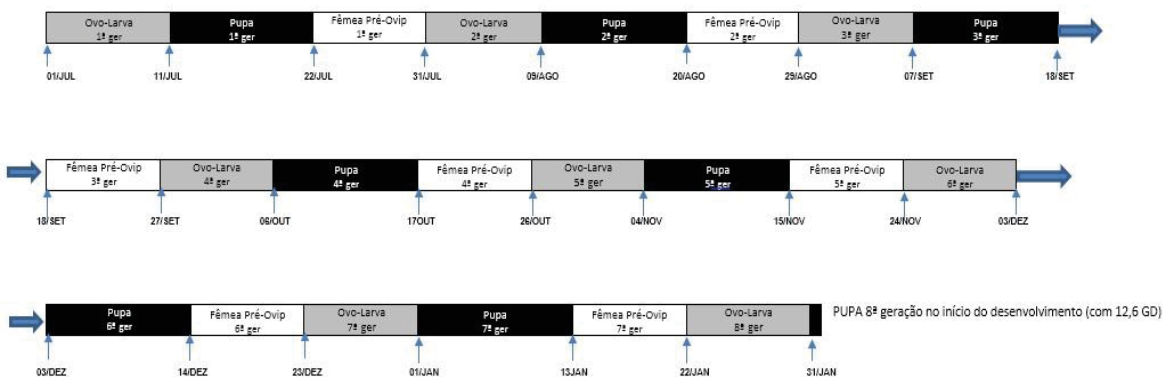 Ovo-Larva Pupa Fêmea Pré-Ovip Ovo-Larva Pupa Fêmea Pré-Ovip Ovo-Larva Pupa
1ª ger 1ª ger 1ª ger 2ª ger 2ª ger 2ª ger 3ª ger 3ª ger
01/JUL 11/JUL 22/JUL 31/JUL 09/AGO 20/AGO 29/AGO 07/SET 18/SET
Fêmea Pré-Ovip Ovo-Larva Pupa Fêmea Pré-Ovip Ovo-Larva Pupa Fêmea Pré-Ovip Ovo-Larva
3ª ger 4ª ger 4ª ger 4ª ger 5ª ger 5ª ger 5ª ger 6ª ger
18/SET 27/SET 06/OUT 17OUT 26/OUT 04/NOV 15/NOV 24/NOV 03/DEZ
Pupa Fêmea Pré-Ovip Ovo-Larva Pupa Fêmea Pré-Ovip Ovo-Larva PUPA 8ª geração no início do desenvolvimento (com 12,6 GD)
6ª ger 6ª ger 7ª ger 7ª ger 7ª ger 8ª ger
03/DEZ 14/DEZ 23/DEZ 01/JAN 13JAN 22/JAN 31/JAN